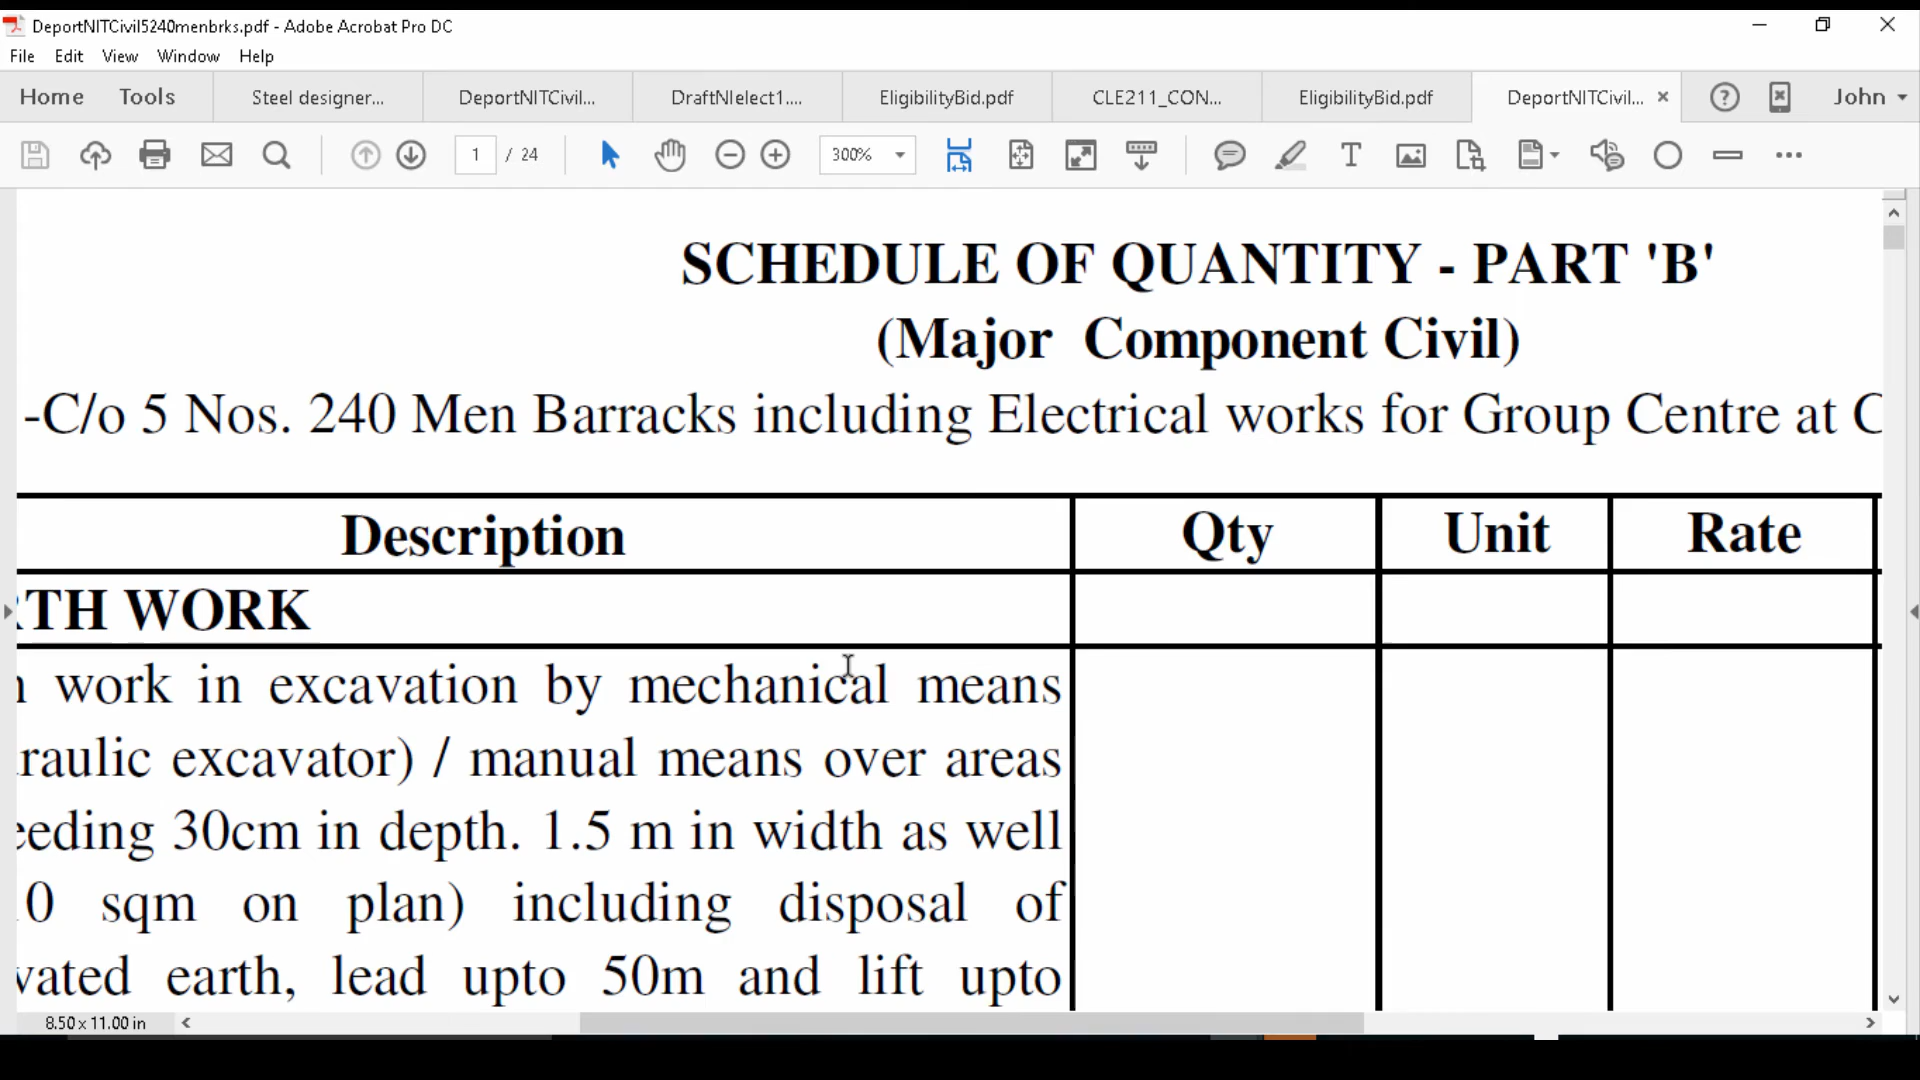 DeportNITCivil5240menbrks.pdf - Adobe Acrobat Pro DC
File Edit View Window Help
Home Tools Steel designer... DeportNITCivil... DraftNIelect1.... EligibilityBid.pdf CLE211_CON... EligibilityBid.pdf DeportNITCivil... John
1 / 24 300%
SCHEDULE OF QUANTITY - PART 'B'
(Major Component Civil)
-C/o 5 Nos. 240 Men Barracks including Electrical works for Group Centre at C
Description Qty Unit Rate
RTH WORK
work in excavation by mechanical means
raulic excavator) / manual means over areas
eeding 30cm in depth. 1.5 m in width as well
0 sqm on plan) including disposal of
vated earth, lead upto 50m and lift upto
8.50 x 11.00 in